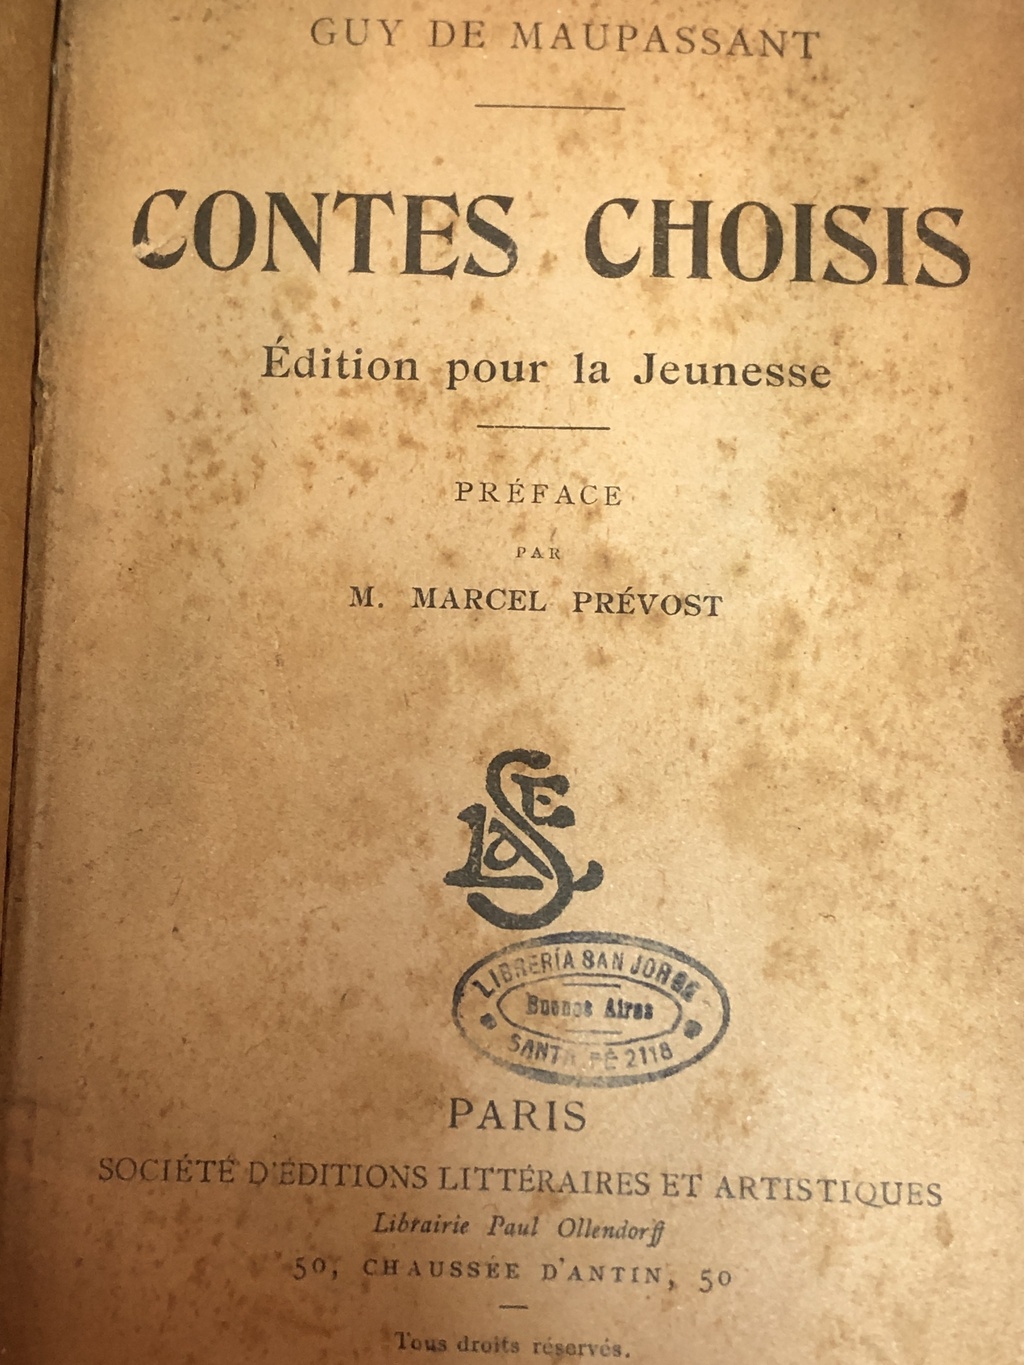 GUY DE MAUPASSANT
CONTES CHOISIS
Édition pour la Jeunesse
PRÉFACE
PAR
M. MARCEL PRÉVOST
LIBRERÍA SAN JORGE
Buenos Aires
SANTA FÉ 2118
PARIS
SOCIÉTÉ D'ÉDITIONS LITTÉRAIRES ET ARTISTIQUES
Librairie Paul Ollendorff
50, CHAUSSÉE D'ANTIN, 50
Tous droits réservés.